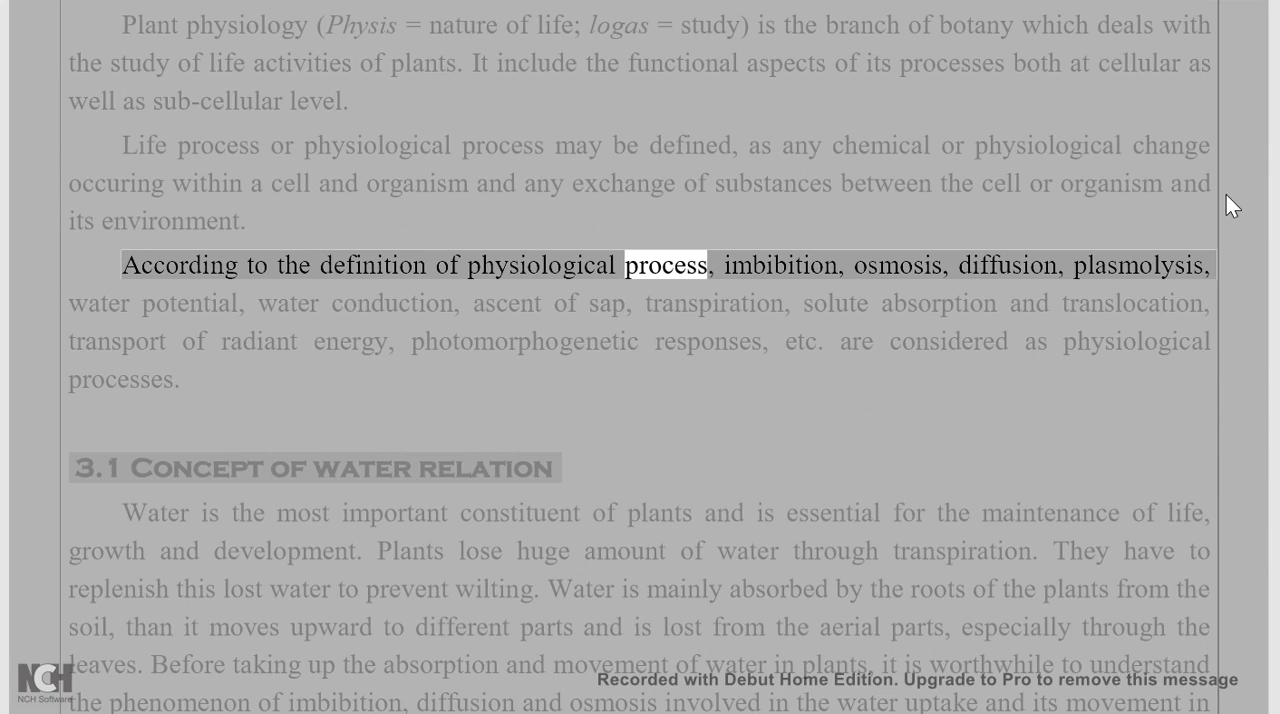 Plant physiology (Physis = nature of life; logas = study) is the branch of botany which deals with
the study of life activities of plants. It include the functional aspects of its processes both at cellular as
well as sub-cellular level.
Life process or physiological process may be defined, as any chemical or physiological change
occuring within a cell and organism and any exchange of substances between the cell or organism and
its environment.
According to the definition of physiological process, imbibition, osmosis, diffusion, plasmolysis,
water potential, water conduction, ascent of sap, transpiration, solute absorption and translocation,
transport of radiant energy, photomorphogenetic responses, etc. are considered as physiological
processes.
3.1 CONCEPT OF WATER RELATION
Water is the most important constituent of plants and is essential for the maintenance of life,
growth and development. Plants lose huge amount of water through transpiration. They have to
replenish this lost water to prevent wilting. Water is mainly absorbed by the roots of the plants from the
soil, than it moves upward to different parts and is lost from the aerial parts, especially through the
leaves. Before taking up the absorption and movement of water in plants, it is worthwhile to understand
the phenomenon of imbibition, diffusion and osmosis involved in the water uptake and its movement in
NCH
NCH Software
Recorded with Debut Home Edition. Upgrade to Pro to remove this message